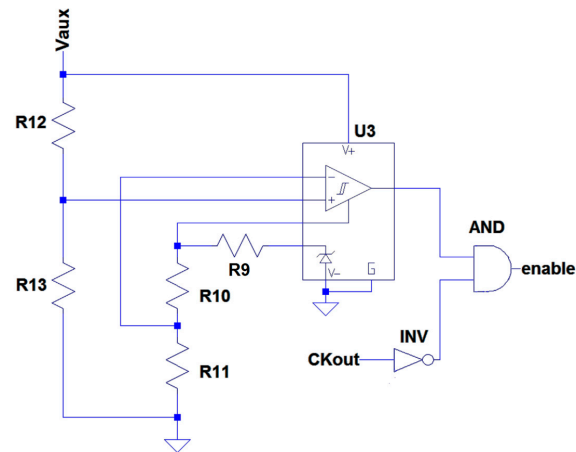 Vaux
R12
U3
V+
−
+
AND
R9
V−
G
enable
R13
R10
INV
R11
CKout